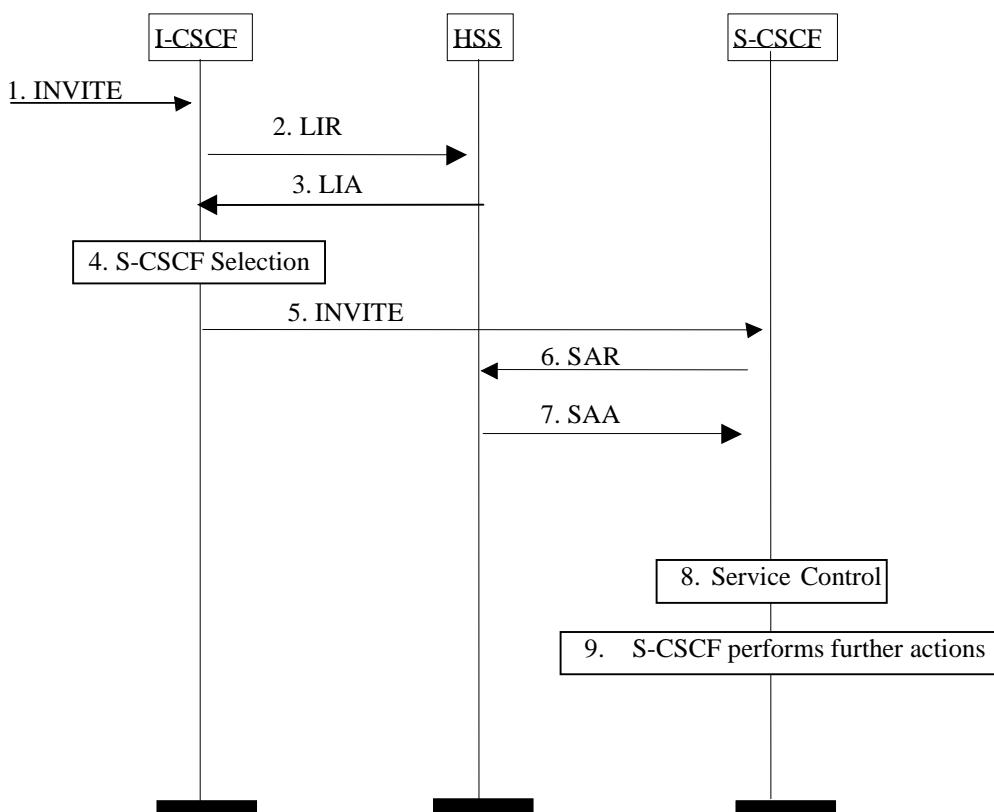 I-CSCF
HSS
S-CSCF
1. INVITE
2. LIR
3. LIA
4. S-CSCF Selection
5. INVITE
6. SAR
7. SAA
8. Service Control
9. S-CSCF performs further actions